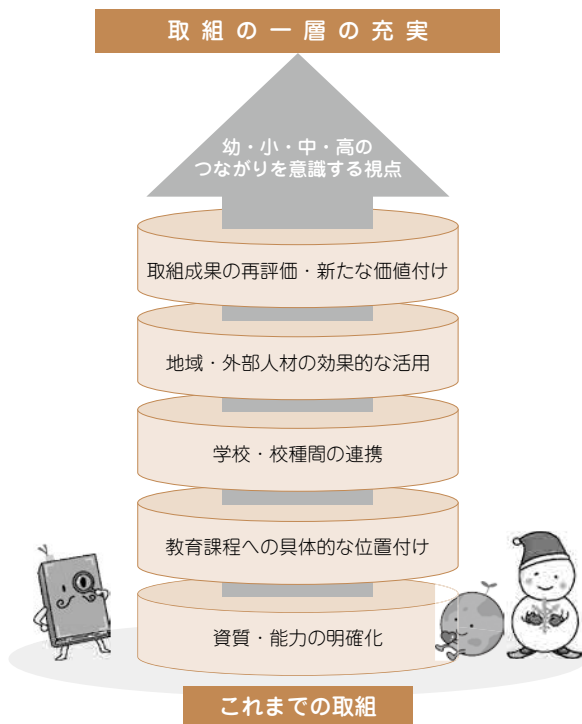 取組の一層の充実
幼・小・中・高の
つながりを意識する視点
取組成果の再評価・新たな価値付け
地域・外部人材の効果的な活用
学校・校種間の連携
教育課程への具体的な位置付け
資質・能力の明確化
これまでの取組